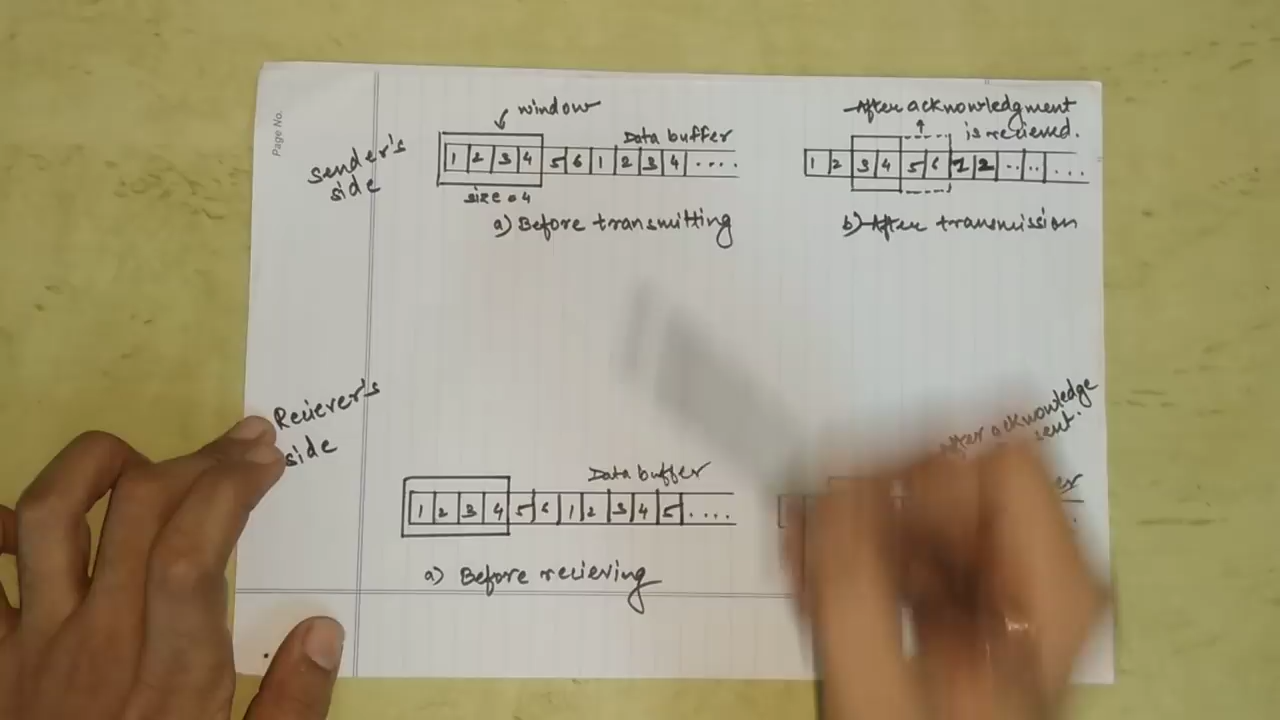 Page No.
Sender's
side
window
Data buffer
1 2 3 4 5 6 1 2 3 4 ....
size = 4
a) Before transmitting
After acknowledgment
is recieved.
1 2 3 4 5 6 1 2 .. .. ...
b) After transmission
Reciever's
side
Data buffer
1 2 3 4 5 6 1 2 3 4 5 ....
a) Before recieving
After acknowledge
sent.